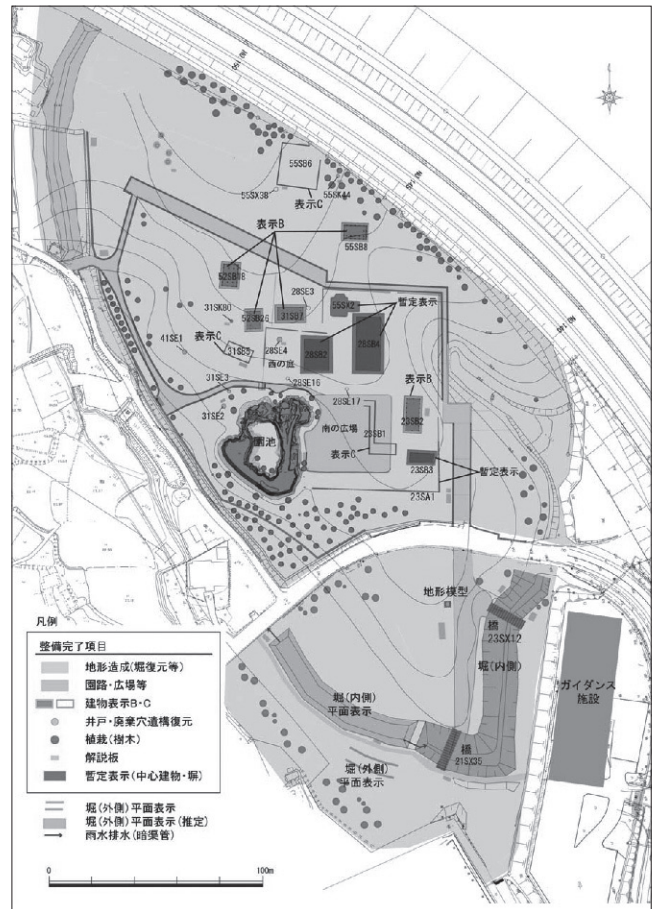 55SB6
55SX38
55SK44
表示C
表示B
55SB8
52SB18
28SE3
31SK80
52SB26
31SB7
55SX2
暫定表示
41SE1
表示C
31SB5
28SE4
西の庭
28SB2
28SB4
31SE3
28SE16
28SE17
表示B
31SE2
園池
南の広場
23SB1
23SB2
表示C
23SB3
暫定表示
23SA1
地形模型
橋
23SX12
堀(内側)
ガイダンス
施設
堀(内側)
平面表示
橋
21SX35
堀(外側)
平面表示
凡例
整備完了項目
地形造成(堀復元等)
園路・広場等
建物表示B・C
井戸・廃棄穴遺構復元
植栽(樹木)
解説板
暫定表示(中心建物・塀)
堀(外側)平面表示
堀(外側)平面表示(推定)
雨水排水(暗渠管)
0
100m